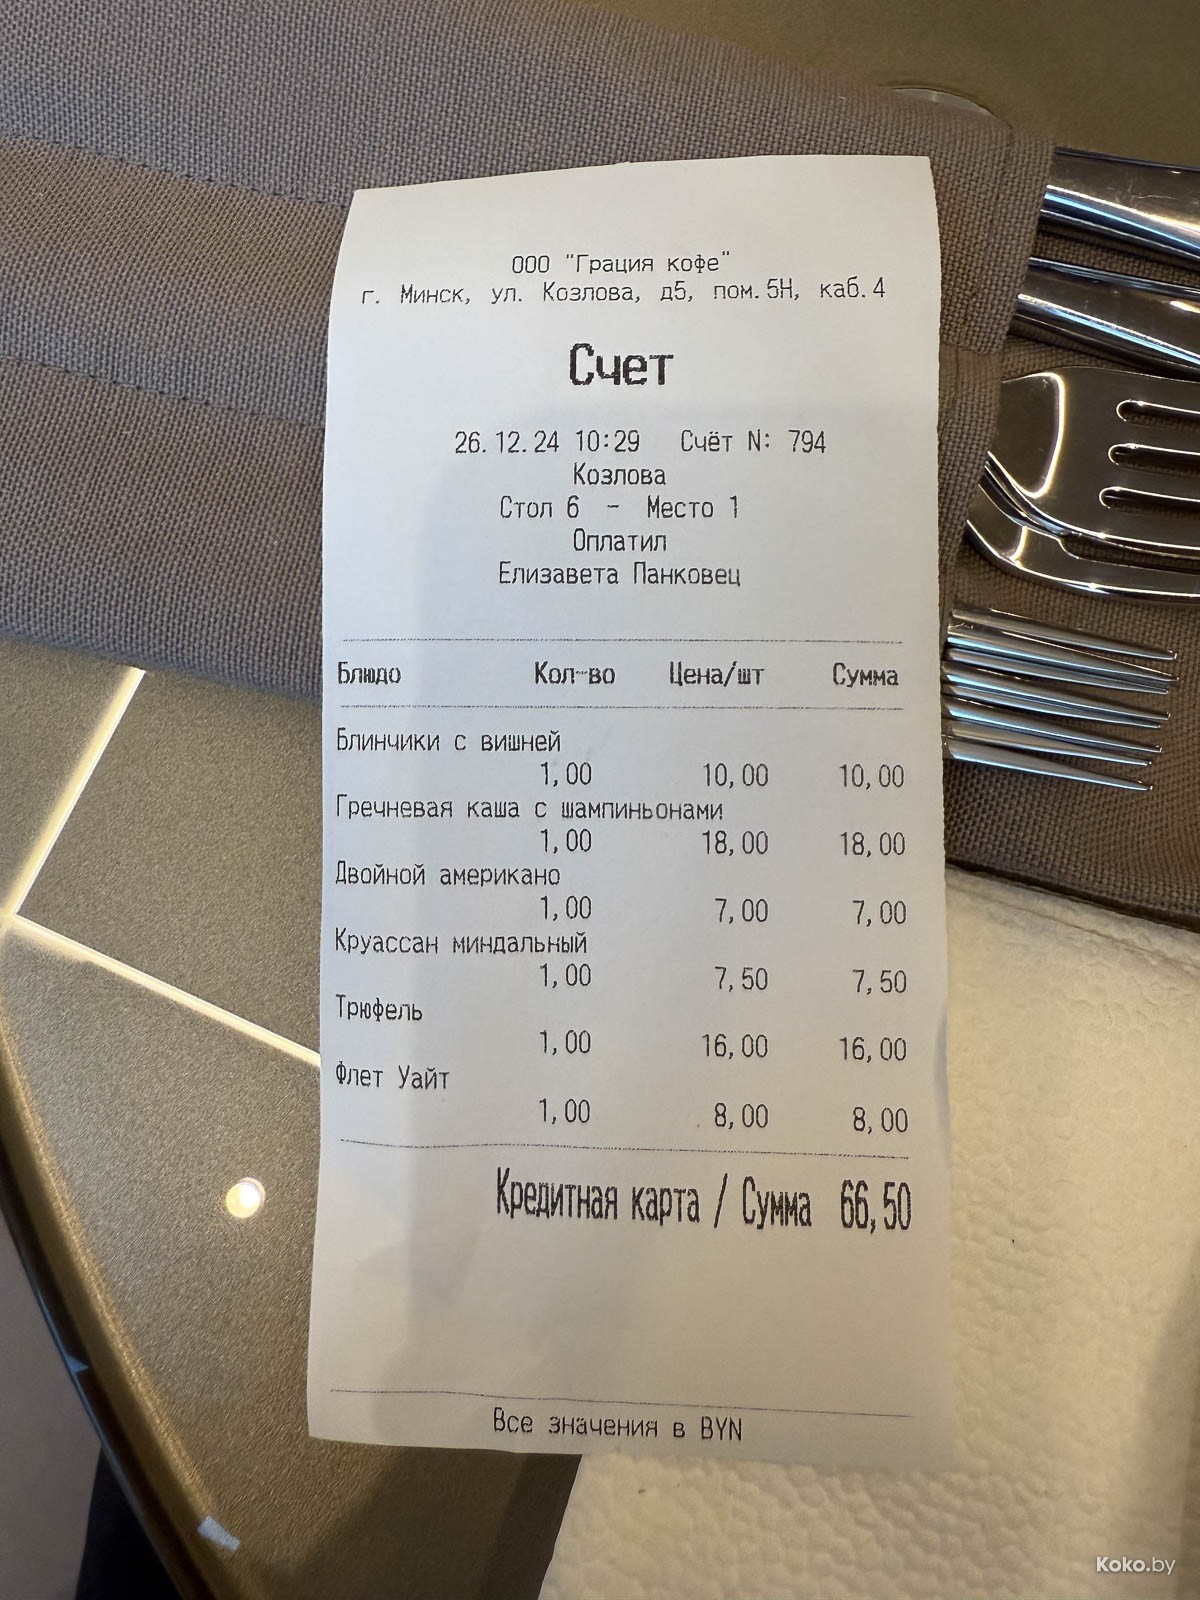 ООО "Грация кофе"
г. Минск, ул. Козлова, д5, пом.5Н, каб.4
Счет
26.12.24 10:29 Счёт N: 794
Козлова
Стол 6 - Место 1
Оплатил
Елизавета Панковец
Блюдо Кол-во Цена/шт Сумма
Блинчики с вишней
1,00 10,00 10,00
Гречневая каша с шампиньонами
1,00 18,00 18,00
Двойной американо
1,00 7,00 7,00
Круассан миндальный
1,00 7,50 7,50
Трюфель
1,00 16,00 16,00
Флет Уайт
1,00 8,00 8,00
Кредитная карта / Сумма 66,50
Все значения в BYN
Koko.by